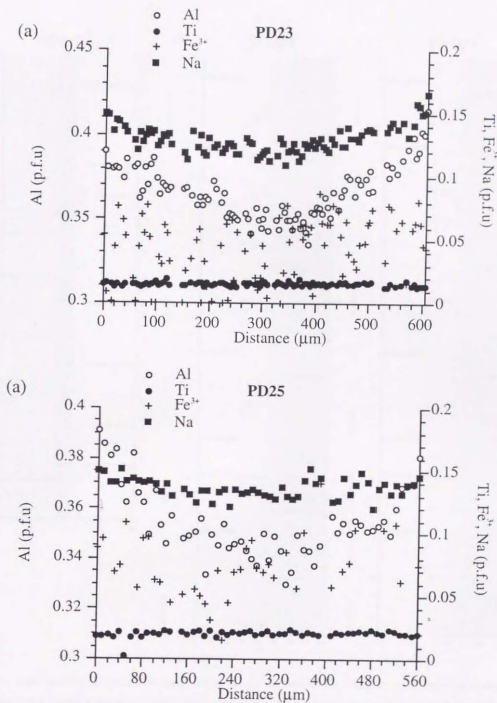 (a)
Al
Ti
Fe³⁺
Na
PD23
0.45
0.4
0.35
0.3
Al (p.f.u)
0.2
0.15
0.1
0.05
0
Ti, Fe³⁺, Na (p.f.u)
0 100 200 300 400 500 600
Distance (μm)
(a)
Al
Ti
Fe³⁺
Na
PD25
0.4
0.38
0.36
0.34
0.32
0.3
Al (p.f.u)
0.2
0.15
0.1
0.05
0
Ti, Fe³⁺, Na (p.f.u)
0 80 160 240 320 400 480 560
Distance (μm)